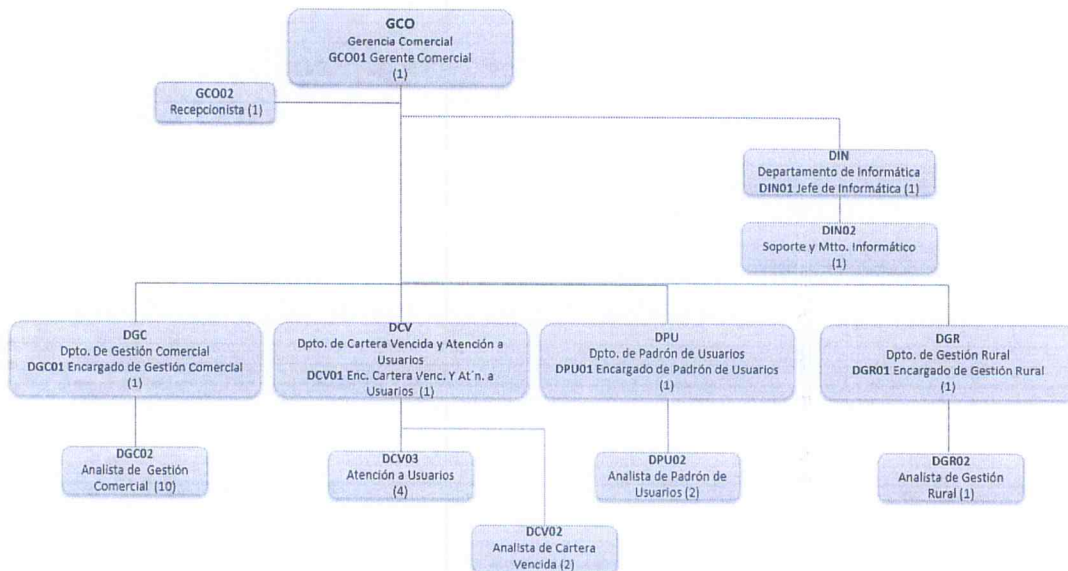 GCO
Gerencia Comercial
GCO01 Gerente Comercial
(1)
GCO02
Recepcionista (1)
DIN
Departamento de Informática
DIN01 Jefe de Informática (1)
DIN02
Soporte y Mtto. Informático
(1)
DGC
Dpto. De Gestión Comercial
DGC01 Encargado de Gestión Comercial
(1)
DCV
Dpto. de Cartera Vencida y Atención a
Usuarios
DCV01 Enc. Cartera Venc. Y At´n. a
Usuarios (1)
DPU
Dpto. de Padrón de Usuarios
DPU01 Encargado de Padrón de Usuarios
(1)
DGR
Dpto. de Gestión Rural
DGR01 Encargado de Gestión Rural
(1)
DGC02
Analista de Gestión
Comercial (10)
DCV03
Atención a Usuarios
(4)
DPU02
Analista de Padrón de
Usuarios (2)
DGR02
Analista de Gestión
Rural (1)
DCV02
Analista de Cartera
Vencida (2)